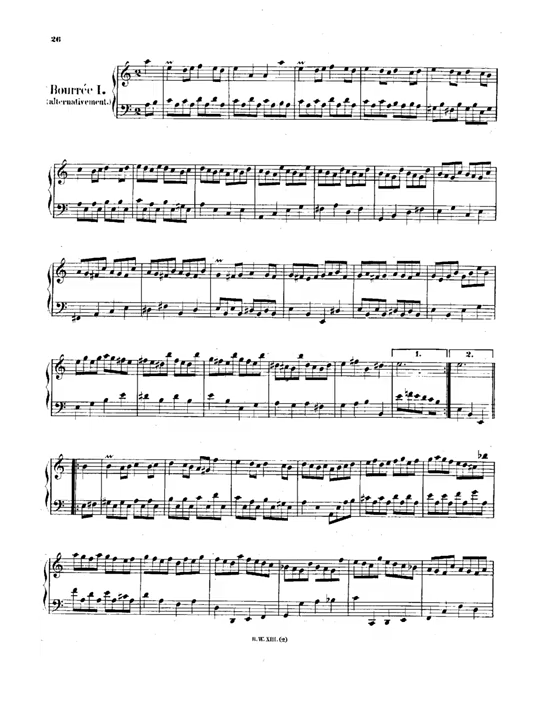 26
Bourrée I.
(alternativement.)
1.
2.
B.W. XIII. (2)